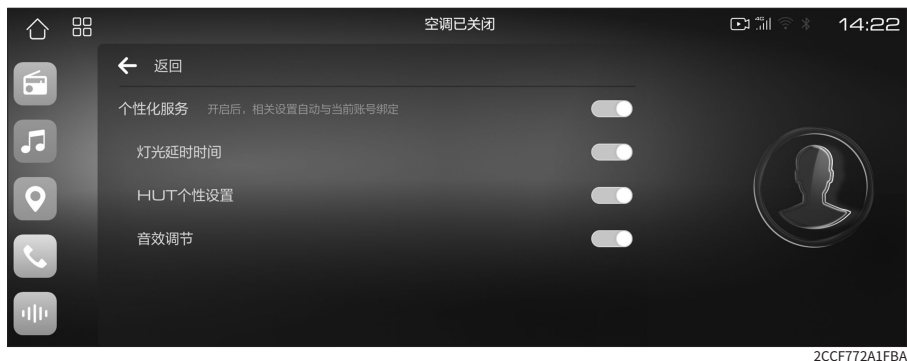 空调已关闭
4G
14:22
返回
个性化服务 开启后，相关设置自动与当前账号绑定
灯光延时时间
HUT个性设置
音效调节
2CCF772A1FBA